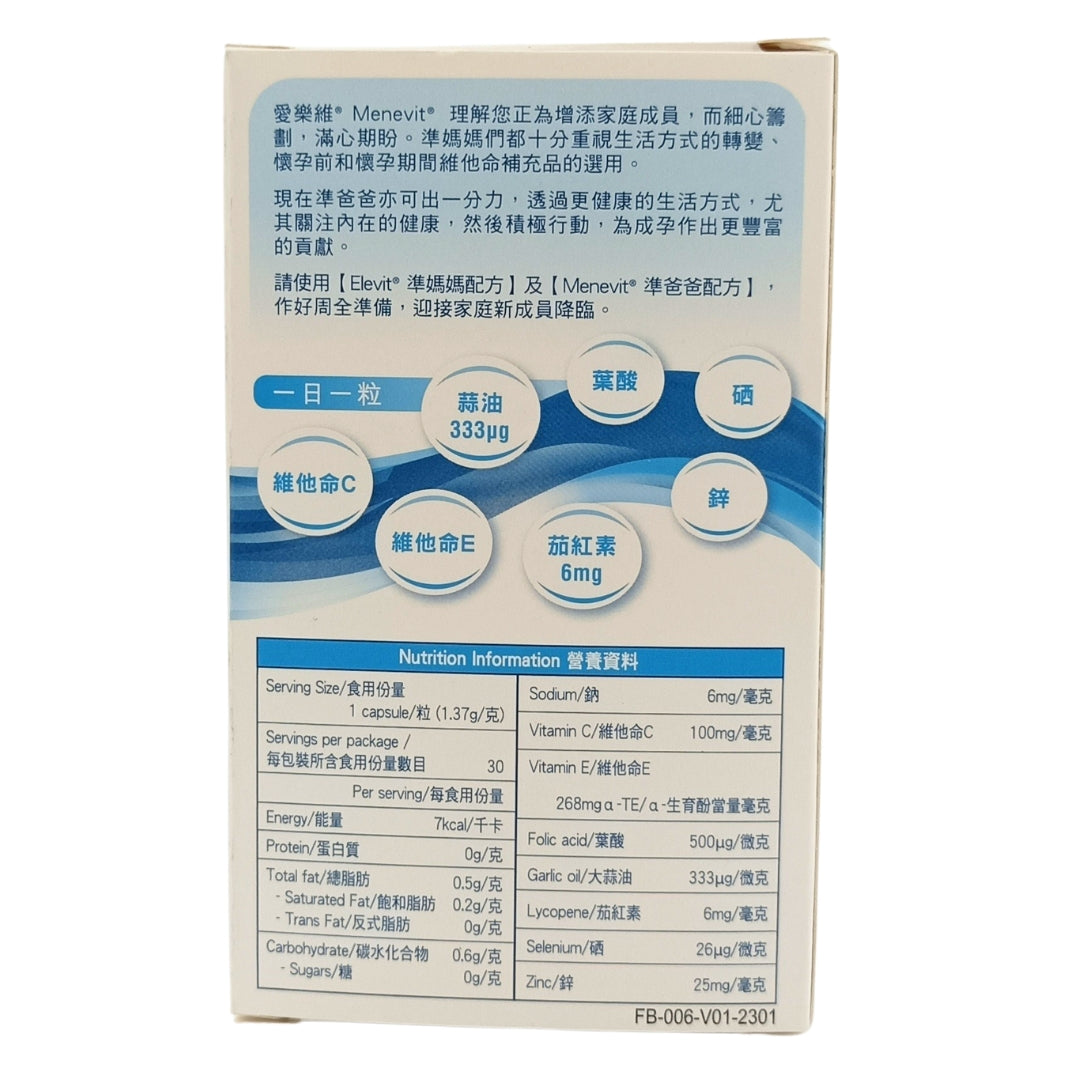 愛樂維® Menevit® 理解您正為增添家庭成員，而細心籌
劃，滿心期盼。準媽媽們都十分重視生活方式的轉變、
懷孕前和懷孕期間維他命補充品的選用。
現在準爸爸亦可出一分力，透過更健康的生活方式，尤
其關注內在的健康，然後積極行動，為成孕作出更豐富
的貢獻。
請使用【Elevit® 準媽媽配方】及【Menevit® 準爸爸配方】，
作好周全準備，迎接家庭新成員降臨。
一日一粒
蒜油
333µg
葉酸
硒
維他命C
維他命E
茄紅素
6mg
鋅
Nutrition Information 營養資料
Serving Size/食用份量
1 capsule/粒 (1.37g/克)
Servings per package /
每包裝所含食用份量數目 30
Per serving/每食用份量
Energy/能量 7kcal/千卡
Protein/蛋白質 0g/克
Total fat/總脂肪 0.5g/克
- Saturated Fat/飽和脂肪 0.2g/克
- Trans Fat/反式脂肪 0g/克
Carbohydrate/碳水化合物 0.6g/克
- Sugars/糖 0g/克
Sodium/鈉 6mg/毫克
Vitamin C/維他命C 100mg/毫克
Vitamin E/維他命E
268mg α-TE/ α-生育酚當量毫克
Folic acid/葉酸 500µg/微克
Garlic oil/大蒜油 333µg/微克
Lycopene/茄紅素 6mg/毫克
Selenium/硒 26µg/微克
Zinc/鋅 25mg/毫克
FB-006-V01-2301